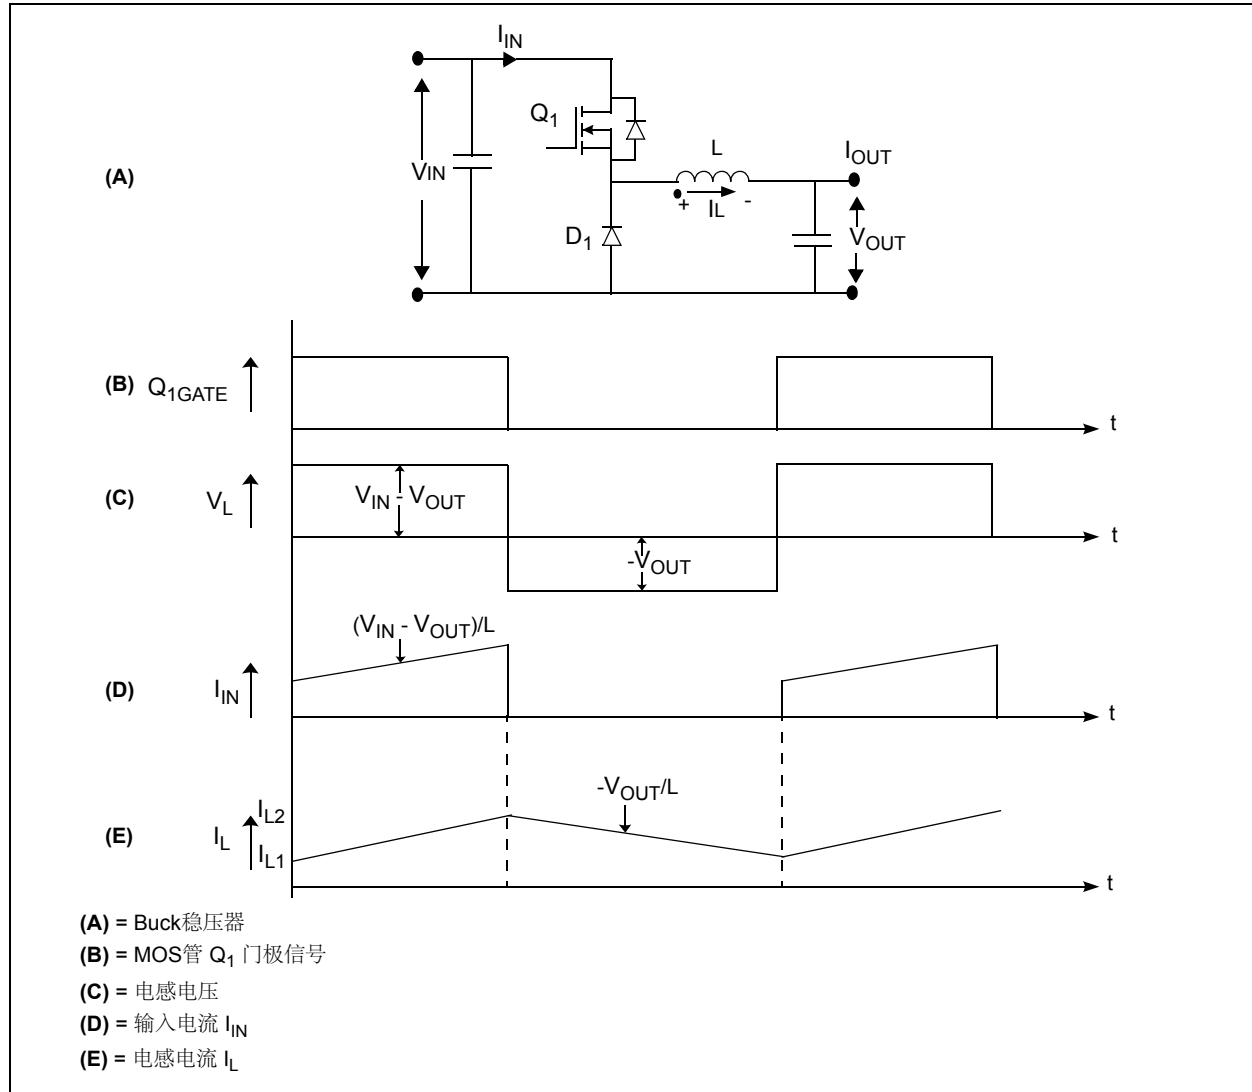 I_IN
Q_1
L
I_OUT
(A)
V_IN
+ I_L -
D_1
V_OUT
(B) Q_1GATE
t
(C) V_L
V_IN - V_OUT
t
-V_OUT
(V_IN - V_OUT)/L
(D) I_IN
t
-V_OUT/L
I_L2
(E) I_L
I_L1
t
(A) = Buck稳压器
(B) = MOS管 Q_1 门极信号
(C) = 电感电压
(D) = 输入电流 I_IN
(E) = 电感电流 I_L